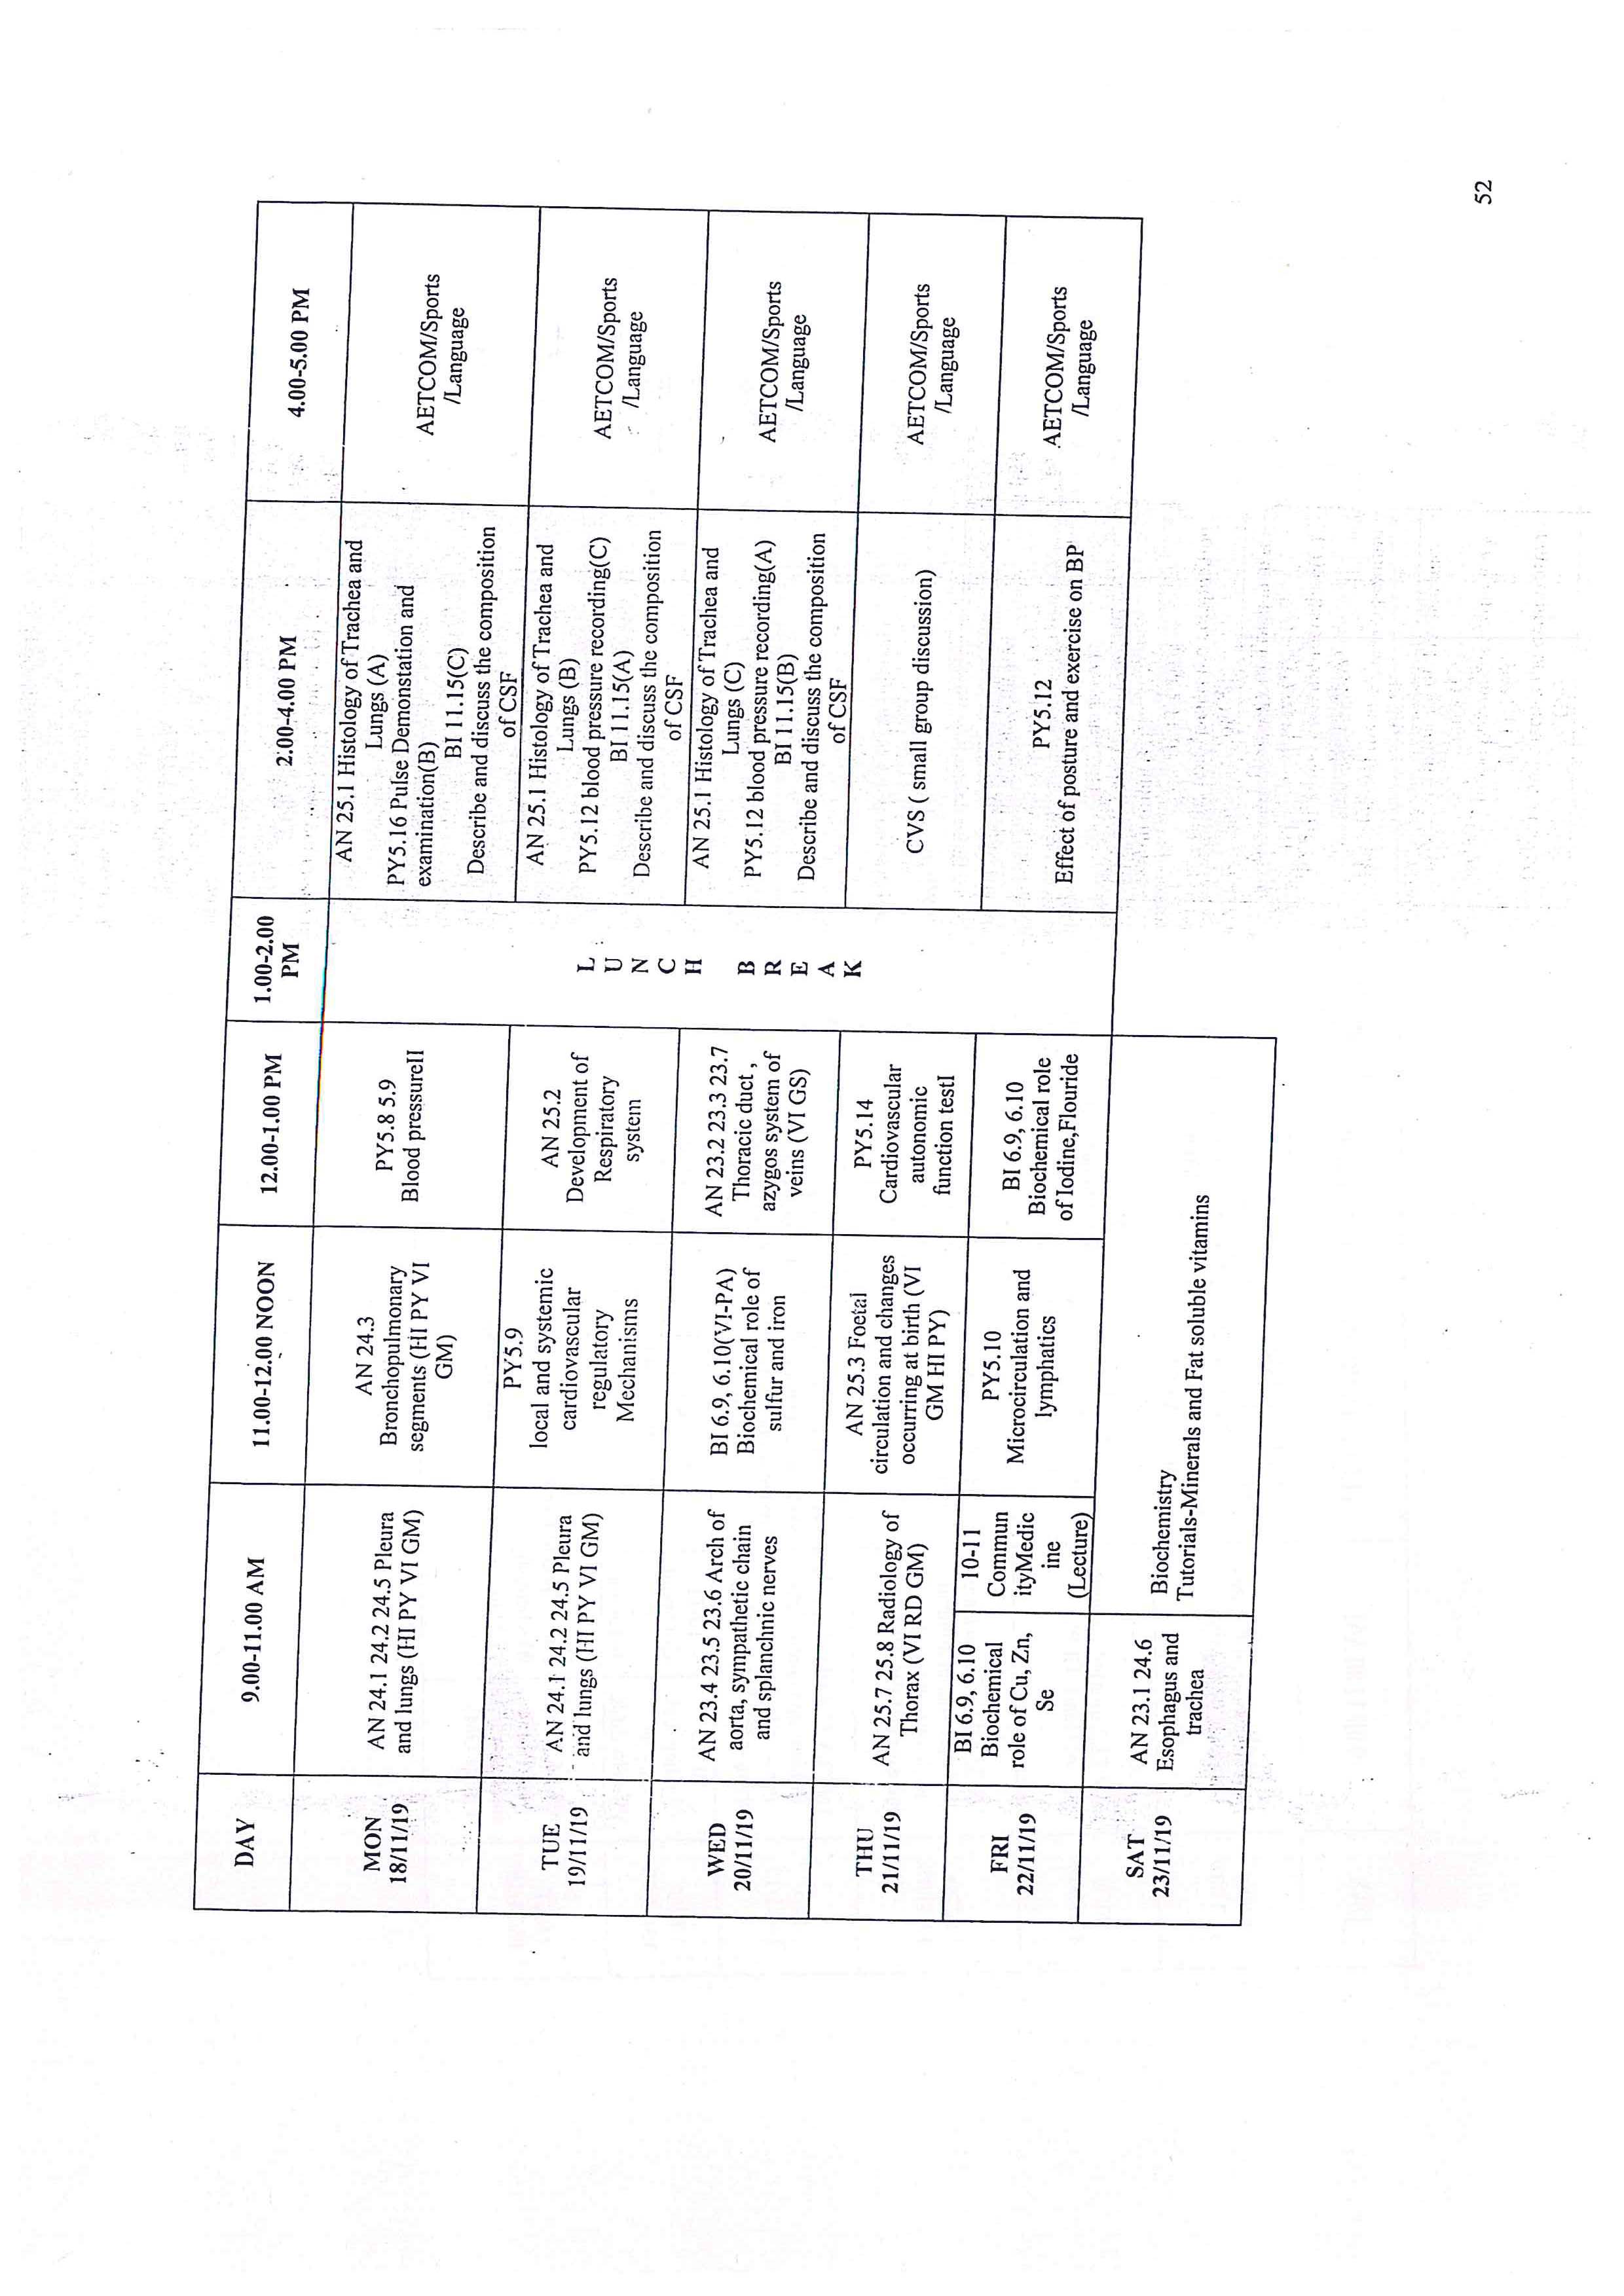 DAY
9.00-11.00 AM
11.00-12.00 NOON
12.00-1.00 PM
1.00-2.00
PM
2.00-4.00 PM
4.00-5.00 PM
MON
18/11/19
AN 24.1 24.2 24.5 Pleura
and lungs (HI PY VI GM)
AN 24.3
Bronchopulmonary
segments (HI PY VI
GM)
PY5.8 5.9
Blood pressureII
L
U
N
C
H
B
R
E
A
K
AN 25.1 Histology of Trachea and
Lungs (A)
PY5.16 Pulse Demonstation and
examination(B)
BI 11.15(C)
Describe and discuss the composition
of CSF
AETCOM/Sports
/Language
TUE
19/11/19
AN 24.1 24.2 24.5 Pleura
and lungs (HI PY VI GM)
PY5.9
local and systemic
cardiovascular
regulatory
Mechanisms
AN 25.2
Development of
Respiratory
system
AN 25.1 Histology of Trachea and
Lungs (B)
PY5.12 blood pressure recording(C)
BI 11.15(A)
Describe and discuss the composition
of CSF
AETCOM/Sports
/Language
WED
20/11/19
AN 23.4 23.5 23.6 Arch of
aorta, sympathetic chain
and splanchnic nerves
BI 6.9, 6.10(VI-PA)
Biochemical role of
sulfur and iron
AN 23.2 23.3 23.7
Thoracic duct ,
azygos system of
veins (VI GS)
AN 25.1 Histology of Trachea and
Lungs (C)
PY5.12 blood pressure recording(A)
BI 11.15(B)
Describe and discuss the composition
of CSF
AETCOM/Sports
/Language
THU
21/11/19
AN 25.7 25.8 Radiology of
Thorax (VI RD GM)
AN 25.3 Foetal
circulation and changes
occurring at birth (VI
GM HI PY)
PY5.14
Cardiovascular
autonomic
function testI
CVS ( small group discussion)
AETCOM/Sports
/Language
FRI
22/11/19
BI 6.9, 6.10
Biochemical
role of Cu, Zn,
Se
10-11
Commun
ityMedic
ine
(Lecture)
PY5.10
Microcirculation and
lymphatics
BI 6.9, 6.10
Biochemical role
of Iodine,Flouride
PY5.12
Effect of posture and exercise on BP
AETCOM/Sports
/Language
SAT
23/11/19
AN 23.1 24.6
Esophagus and
trachea
Biochemistry
Tutorials-Minerals and Fat soluble vitamins
52